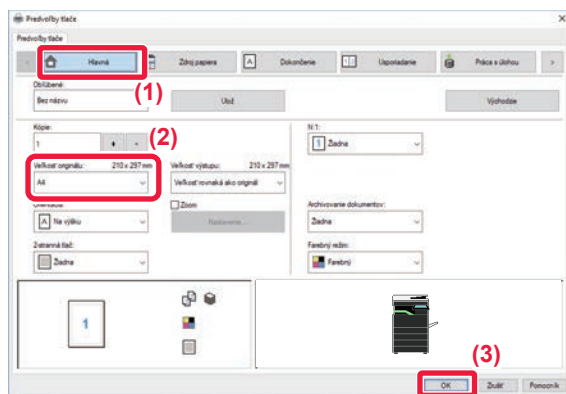 Predvoľby tlače
Predvoľby tlače
Hlavná
Zdroj papiera
A
Dokončenie
Usporiadanie
Práca s úlohou
(1)
Obľúbené:
Bez názvu
Ulož
Východzie
Kópie:
1
+
-
(2)
N:1:
1
Žiadna
Veľkosť originálu:
210 x 297 mm
A4
Veľkosť výstupu:
210 x 297 mm
Veľkosť rovnaká ako originál
Orientácia:
A
Na výšku
Zoom
Nastavenie...
Archivovanie dokumentov:
Žiadna
2-stranná tlač:
Žiadna
Farebný režim:
Farebný
1
(3)
OK
Zrušiť
Pomocník